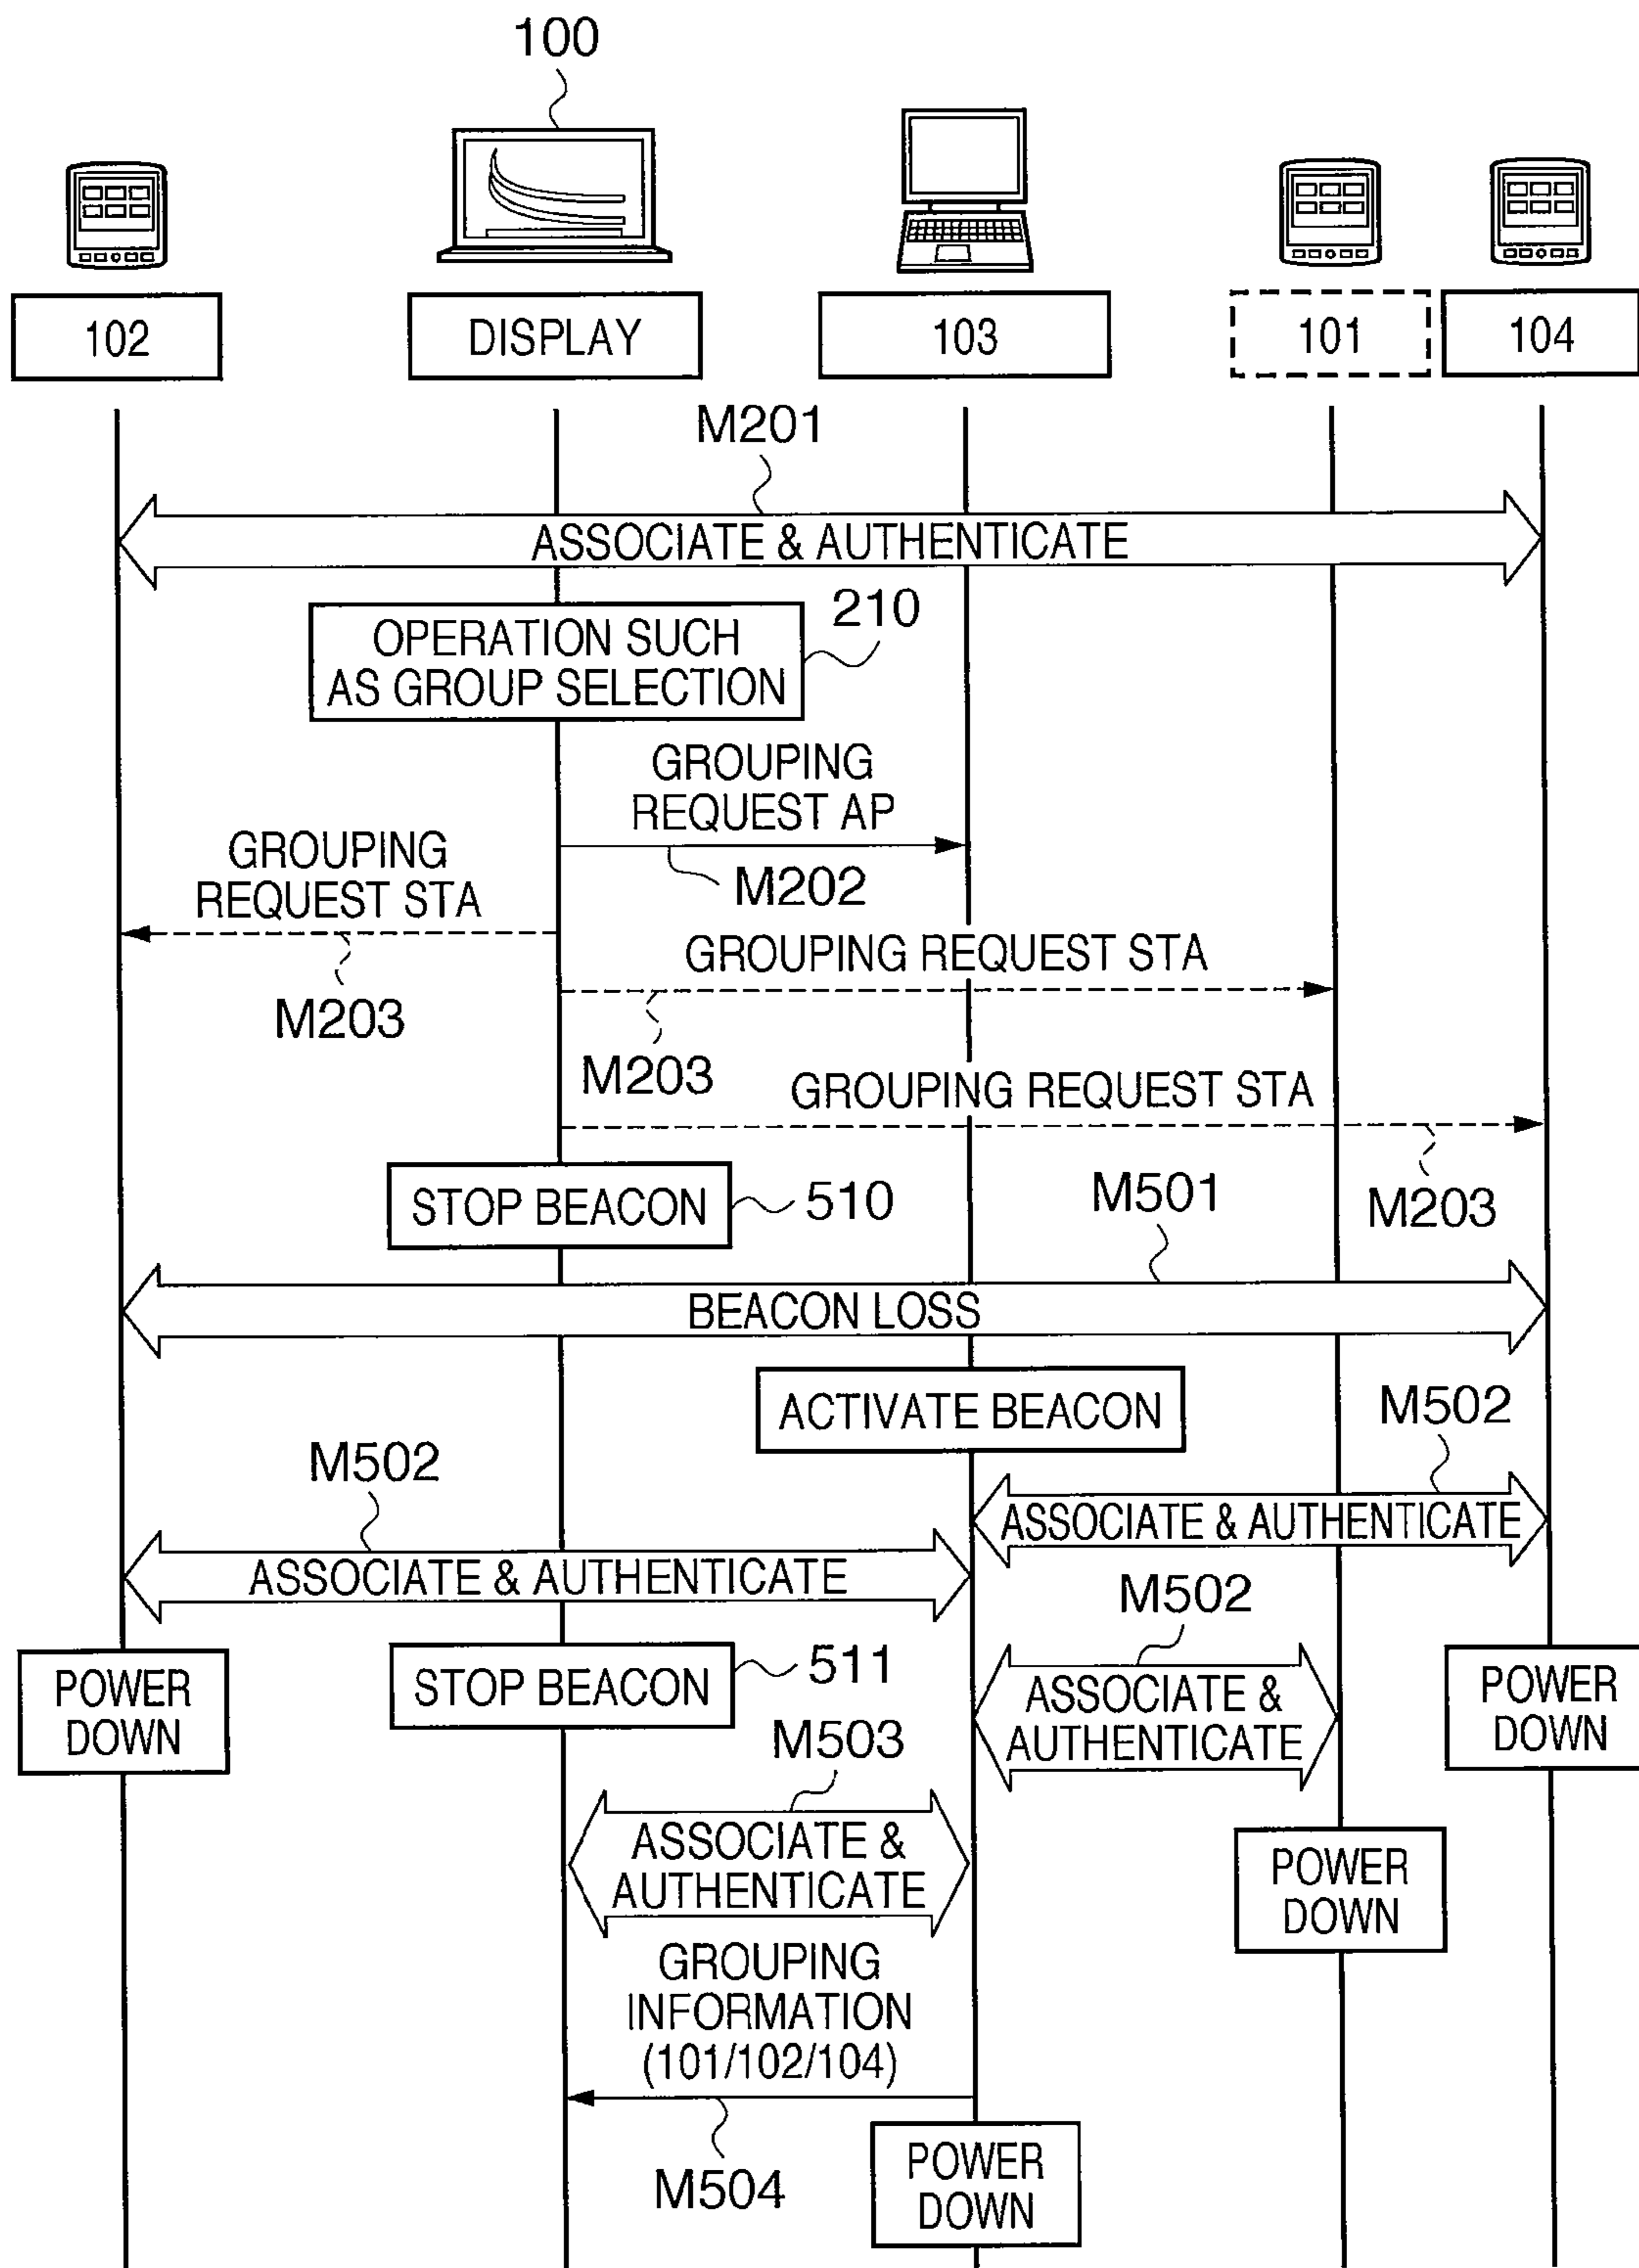 100
102
DISPLAY
103
101
104
M201
ASSOCIATE & AUTHENTICATE
210
OPERATION SUCH
AS GROUP SELECTION
GROUPING
REQUEST AP
M202
GROUPING
REQUEST STA
M203
GROUPING REQUEST STA
M203
GROUPING REQUEST STA
M203
STOP BEACON
510
M501
BEACON LOSS
ACTIVATE BEACON
M502
ASSOCIATE & AUTHENTICATE
M502
ASSOCIATE & AUTHENTICATE
M502
ASSOCIATE &
AUTHENTICATE
POWER
DOWN
STOP BEACON
511
POWER
DOWN
M503
ASSOCIATE &
AUTHENTICATE
POWER
DOWN
GROUPING
INFORMATION
(101/102/104)
M504
POWER
DOWN